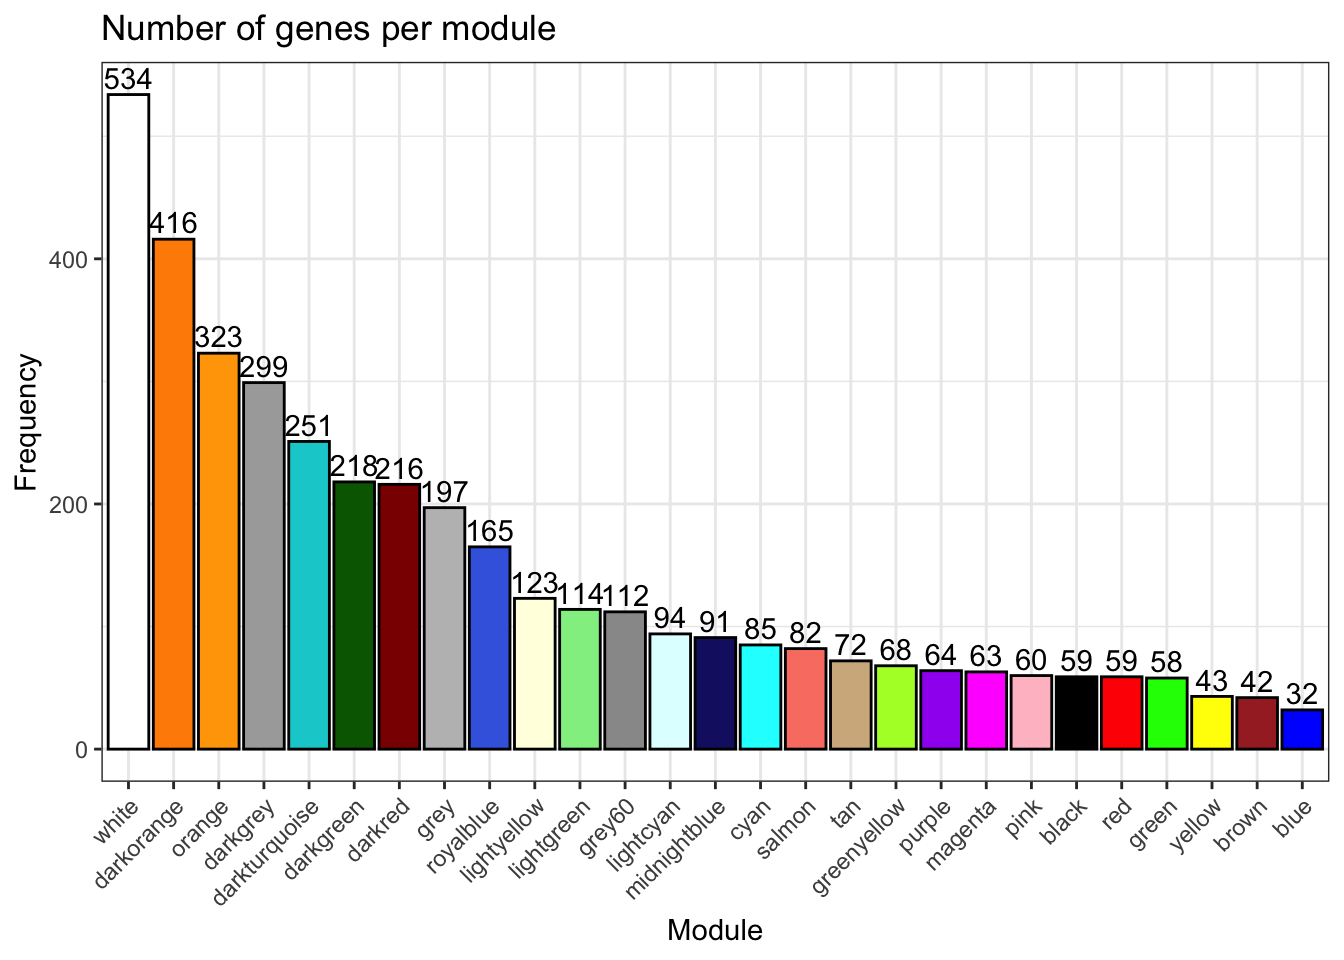 Number of genes per module
Frequency
400
200
0
534
416
323
299
251
218
216
197
165
123
114
112
94
91
85
82
72
68
64
63
60
59
59
58
43
42
32
white
darkorange
orange
darkgrey
darkturquoise
darkgreen
darkred
grey
royalblue
lightyellow
lightgreen
grey60
lightcyan
midnightblue
cyan
salmon
tan
greenyellow
purple
magenta
pink
black
red
green
yellow
brown
blue
Module